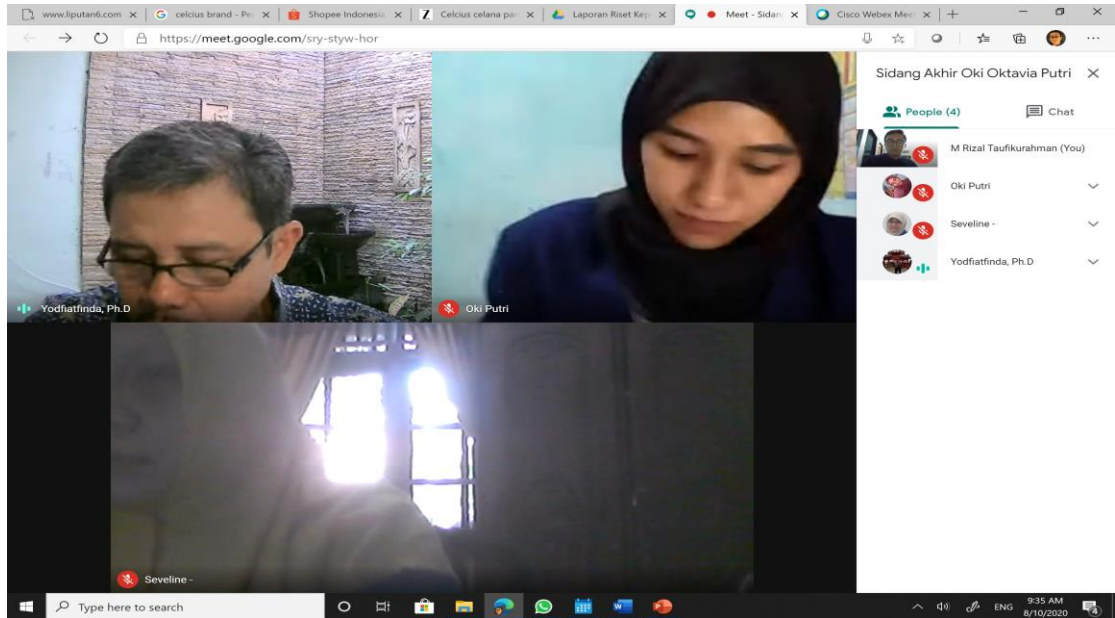 www.liputan6.com
celcius brand - Pe
Shopee Indonesia
Celcius celana pan
Laporan Riset Kep
Meet - Sidan
Cisco Webex Mee
https://meet.google.com/sry-styw-hor
Sidang Akhir Oki Oktavia Putri
People (4)
Chat
M Rizal Taufikurahman (You)
Oki Putri
Seveline -
Yodfiatfinda, Ph.D
Yodfiatfinda, Ph.D
Oki Putri
Seveline -
Type here to search
ENG
9:35 AM
8/10/2020